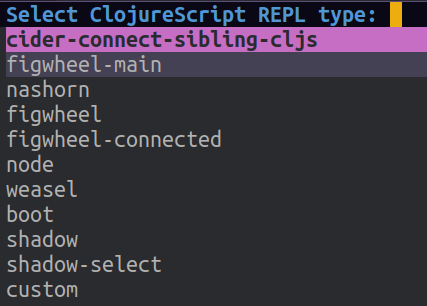 Select ClojureScript REPL type:
cider-connect-sibling-cljs
figwheel-main
nashorn
figwheel
figwheel-connected
node
weasel
boot
shadow
shadow-select
custom